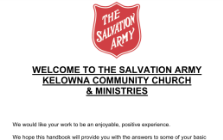 THE
SALVATION
ARMY
WELCOME TO THE SALVATION ARMY
KELOWNA COMMUNITY CHURCH
& MINISTRIES
We would like your work to be an enjoyable, positive experience.
We hope this handbook will provide you with the answers to some of your basic